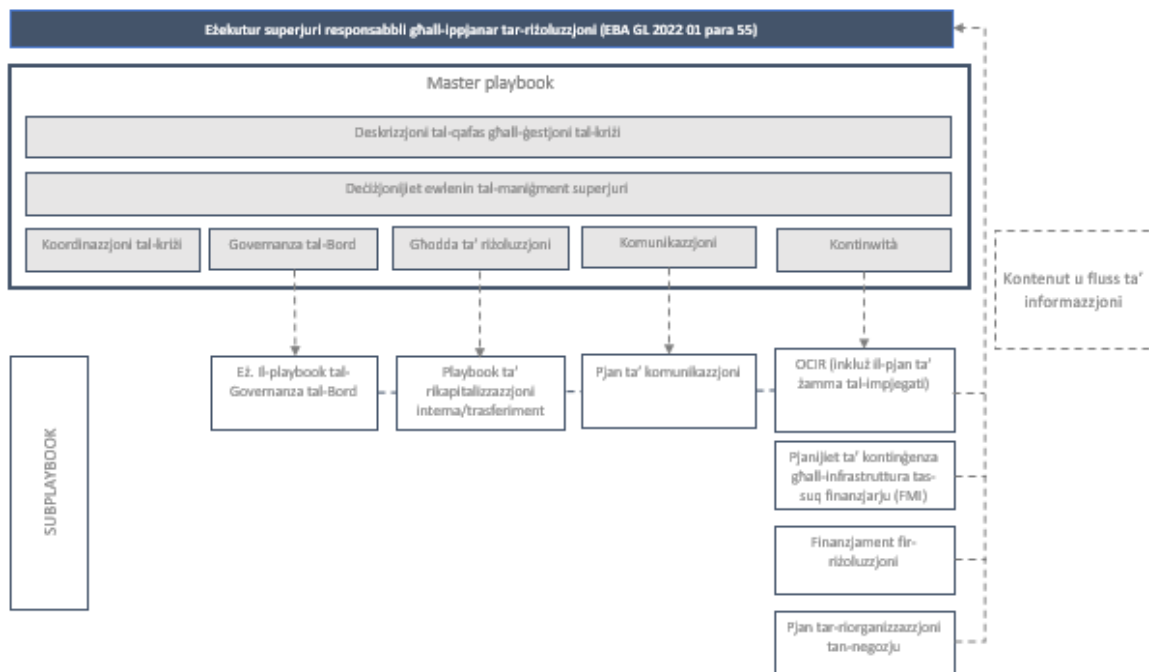 Eżekutur superjuri responsabbli għall-ippjanar tar-riżoluzzjoni (EBA GL 2022 01 para 55)
Master playbook
Deskrizzjoni tal-qafas għall-ġestjoni tal-kriżi
Deċiżjonijiet ewlenin tal-maniġment superjuri
Koordinazzjoni tal-kriżi
Governanza tal-Bord
Għodda ta' riżoluzzjoni
Komunikazzjoni
Kontinwità
Kontenut u fluss ta'
informazzjoni
SUBPLAYBOOK
Eż. Il-playbook tal-
Governanza tal-Bord
Playbook ta'
rikapitalizzazzjoni
interna/trasferiment
Pjan ta' komunikazzjoni
OCIR (inkluż il-pjan ta'
żamma tal-impjegati)
Pjanijiet ta' kontinġenza
għall-infrastruttura tas-
suq finanzjarju (FMI)
Finanzjament fir-
riżoluzzjoni
Pjan tar-riorganizzazzjoni
tan-negozju